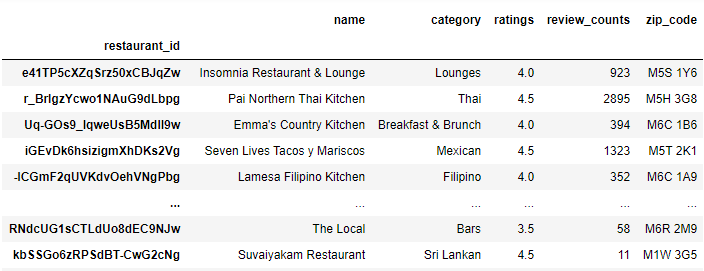 name category ratings review_counts zip_code
restaurant_id
e41TP5cXZqSrz50xCBJqZw Insomnia Restaurant & Lounge Lounges 4.0 923 M5S 1Y6
r_BrIgzYcwo1NAuG9dLbpg Pai Northern Thai Kitchen Thai 4.5 2895 M5H 3G8
Uq-GOs9_IqweUsB5MdIl9w Emma's Country Kitchen Breakfast & Brunch 4.0 394 M6C 1B6
iGEvDk6hsizigmXhDKs2Vg Seven Lives Tacos y Mariscos Mexican 4.5 1323 M5T 2K1
-ICGmF2qUVKdvOehVNgPbg Lamesa Filipino Kitchen Filipino 4.0 352 M6C 1A9
... ... ... ... ... ...
RNdcUG1sCTLdUo8dEC9NJw The Local Bars 3.5 58 M6R 2M9
kbSSGo6zRPSdBT-CwG2cNg Suvaiyakam Restaurant Sri Lankan 4.5 11 M1W 3G5